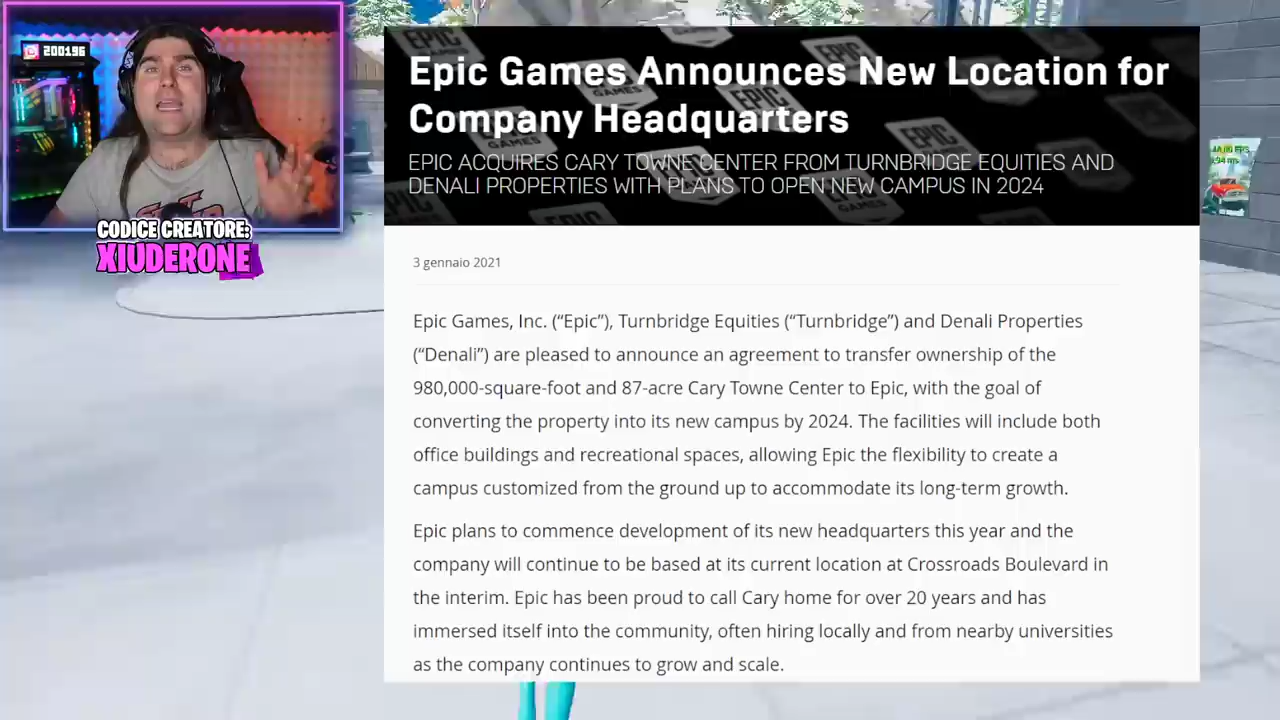 200196
CODICE CREATORE:
XIUDERONE
Epic Games Announces New Location for
Company Headquarters
EPIC ACQUIRES CARY TOWNE CENTER FROM TURNBRIDGE EQUITIES AND
DENALI PROPERTIES WITH PLANS TO OPEN NEW CAMPUS IN 2024
3 gennaio 2021
Epic Games, Inc. (“Epic”), Turnbridge Equities (“Turnbridge”) and Denali Properties
(“Denali”) are pleased to announce an agreement to transfer ownership of the
980,000-square-foot and 87-acre Cary Towne Center to Epic, with the goal of
converting the property into its new campus by 2024. The facilities will include both
office buildings and recreational spaces, allowing Epic the flexibility to create a
campus customized from the ground up to accommodate its long-term growth.
Epic plans to commence development of its new headquarters this year and the
company will continue to be based at its current location at Crossroads Boulevard in
the interim. Epic has been proud to call Cary home for over 20 years and has
immersed itself into the community, often hiring locally and from nearby universities
as the company continues to grow and scale.